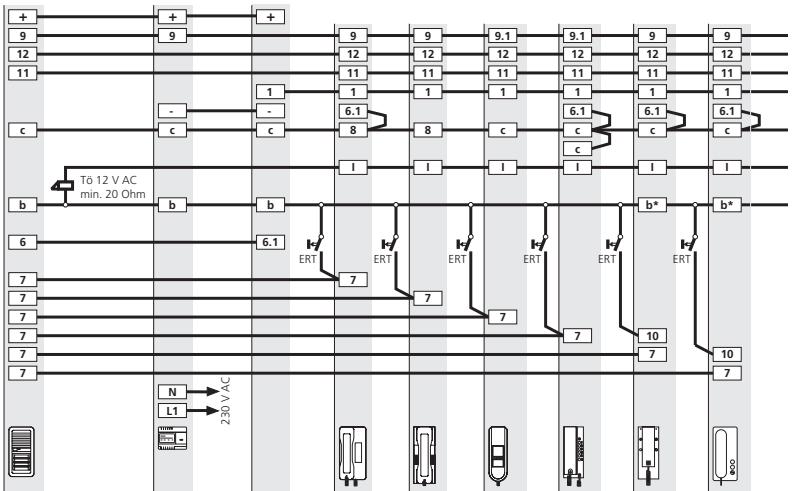 + + +
9 9 9 9 9.1 9.1 9 9
12 12 12 12 12 12 12
11 11 11 11 11 11 11
1 1 1 1 1 1 1
- - 6.1 6.1 6.1 6.1
c c c 8 8 c c c c
c
I I I I I I
Tö 12 V AC
min. 20 Ohm
b b b b* b*
6 6.1
ERT ERT ERT ERT ERT ERT
7 7
7 7
7 7
7 7 10
7 7 10
7 7
N
L1
230 V AC